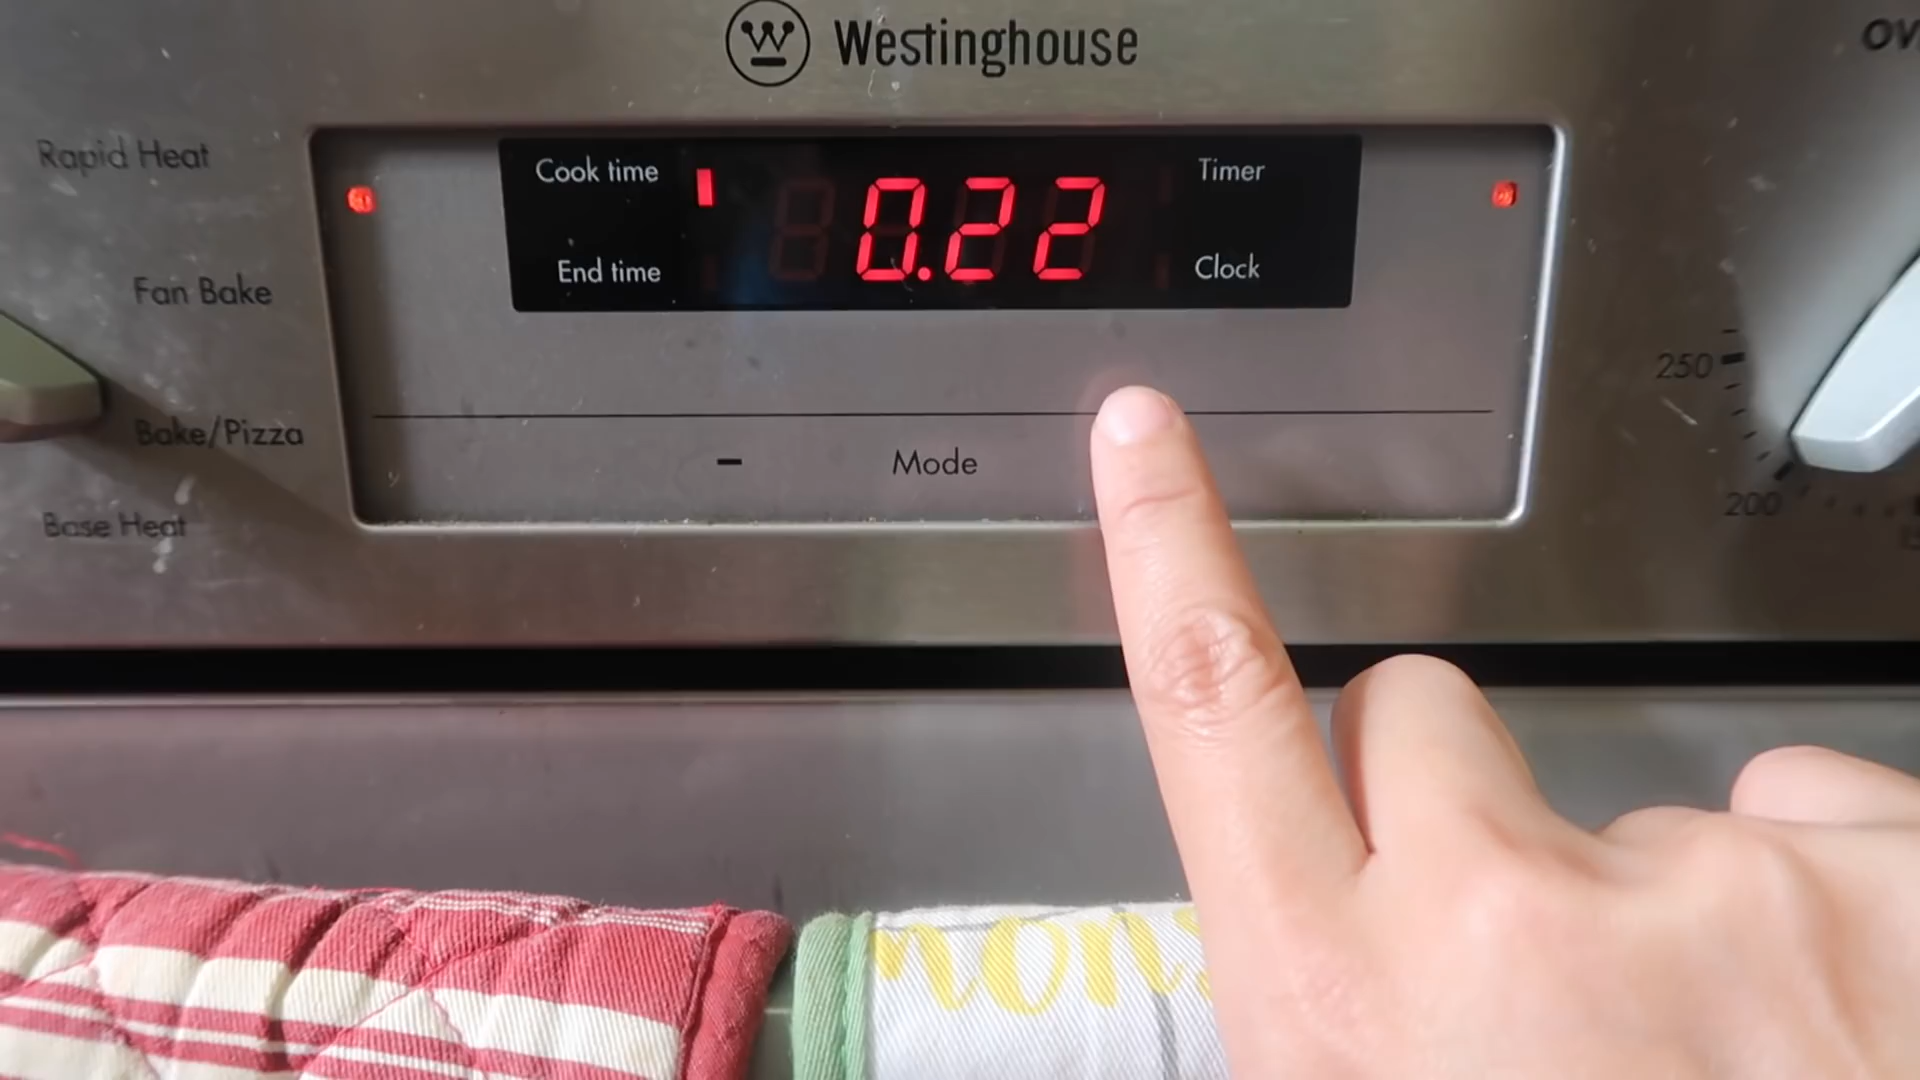 Westinghouse
Rapid Heat
Fan Bake
Bake/Pizza
Base Heat
Cook time
End time
0.22
Timer
Clock
- Mode
250
200